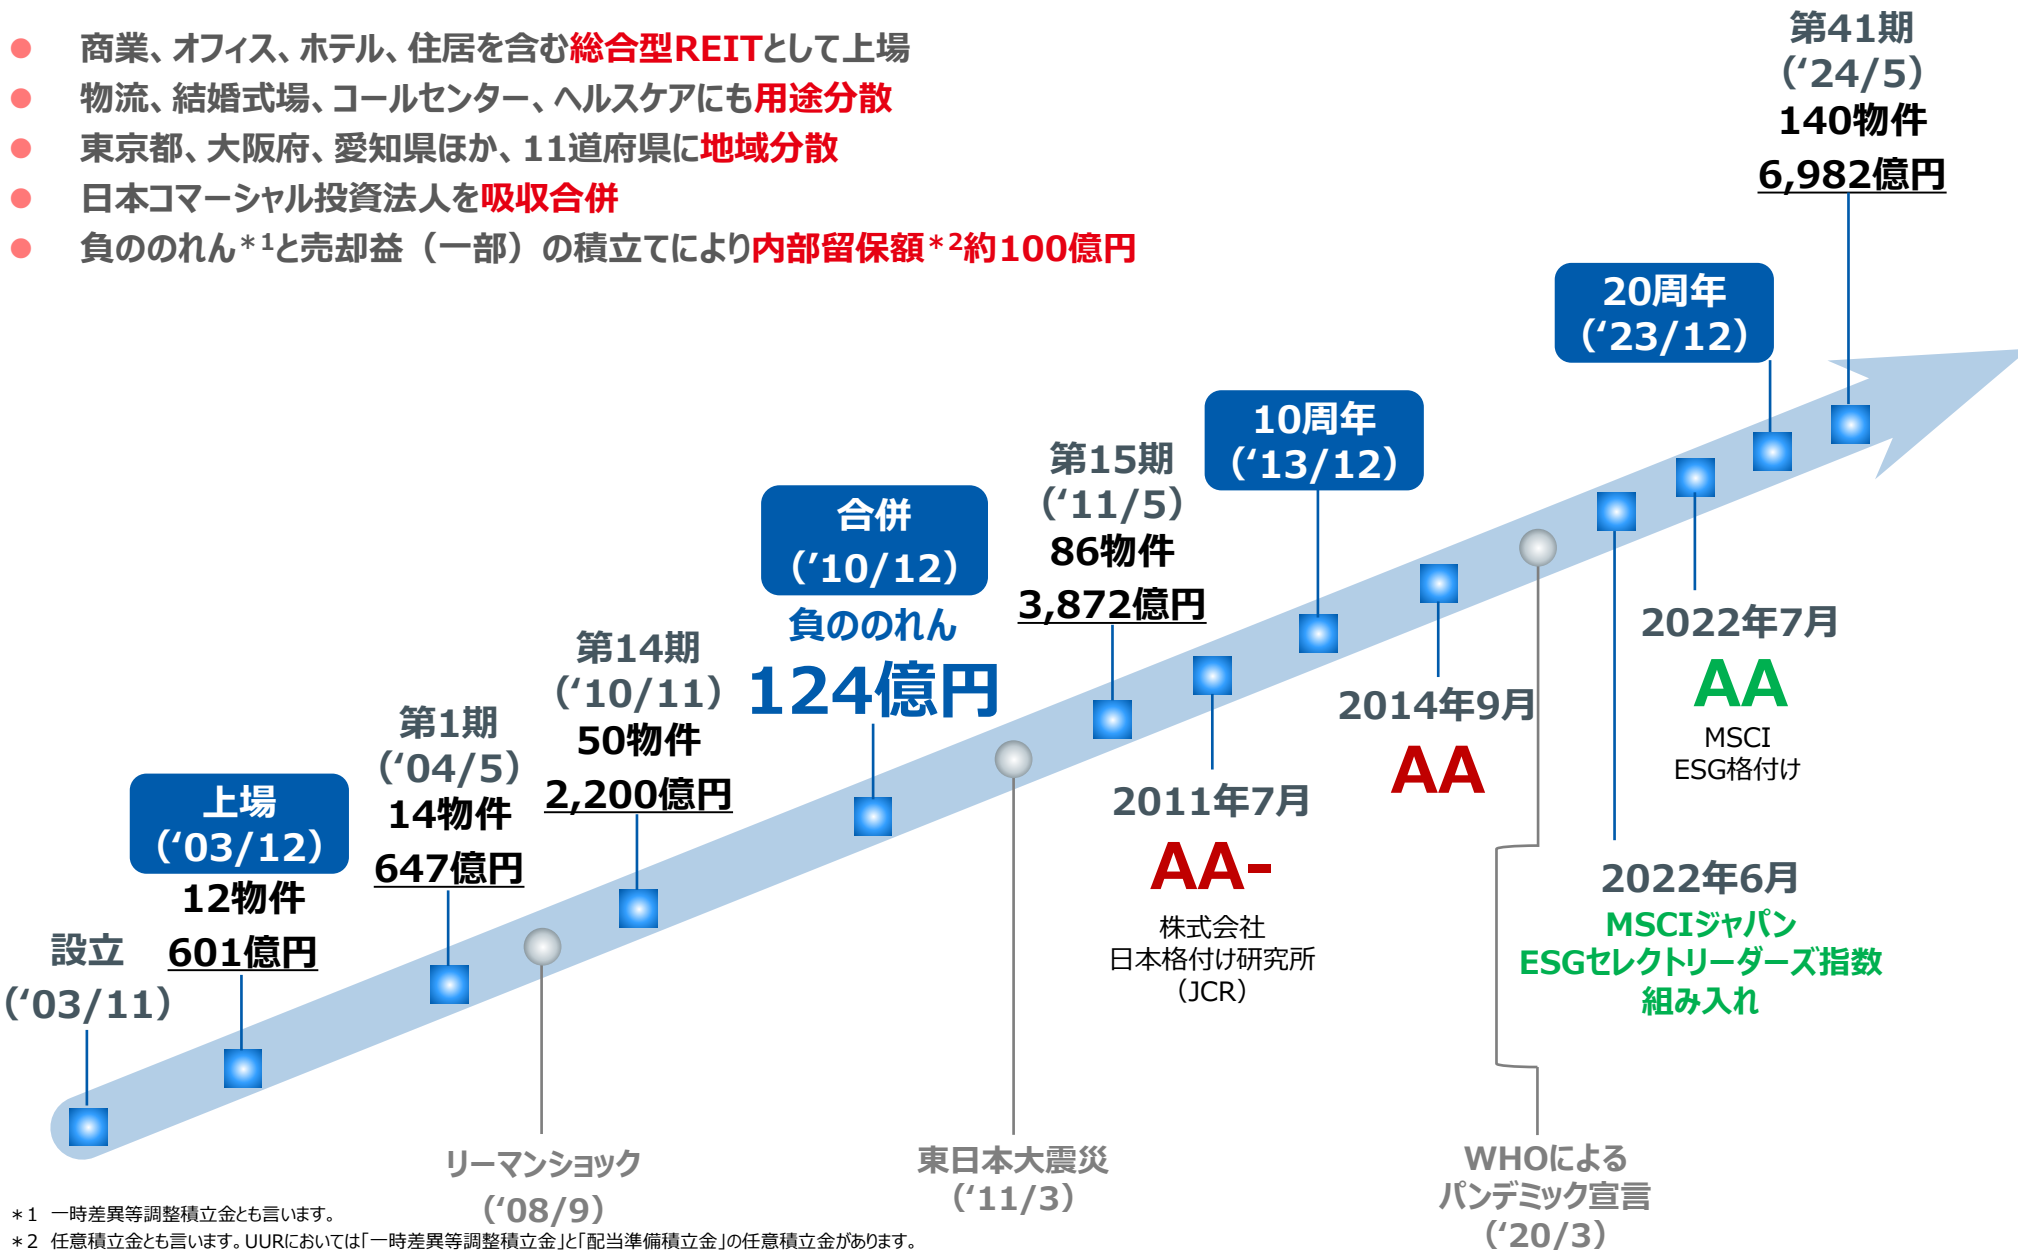 ● 商業、オフィス、ホテル、住居を含む総合型REITとして上場
● 物流、結婚式場、コールセンター、ヘルスケアにも用途分散
● 東京都、大阪府、愛知県ほか、11道府県に地域分散
● 日本コマーシャル投資法人を吸収合併
● 負ののれん＊1と売却益（一部）の積立てにより内部留保額＊2約100億円
設立
（‘03/11）
上場
（‘03/12）
12物件
601億円
第1期
（‘04/5）
14物件
647億円
リーマンショック
（‘08/9）
第14期
（‘10/11）
50物件
2,200億円
合併
（’10/12）
負ののれん
124億円
東日本大震災
（‘11/3）
第15期
（‘11/5）
86物件
3,872億円
2011年7月
AA-
株式会社
日本格付け研究所
（JCR）
10周年
（‘13/12）
2014年9月
AA
WHOによる
パンデミック宣言
（‘20/3）
2022年6月
MSCIジャパン
ESGセレクトリーダーズ指数
組み入れ
2022年7月
AA
MSCI
ESG格付け
20周年
（‘23/12）
第41期
（‘24/5）
140物件
6,982億円
＊1 一時差異等調整積立金とも言います。
＊2 任意積立金とも言います。UURにおいては「一時差異等調整積立金」と「配当準備積立金」の任意積立金があります。